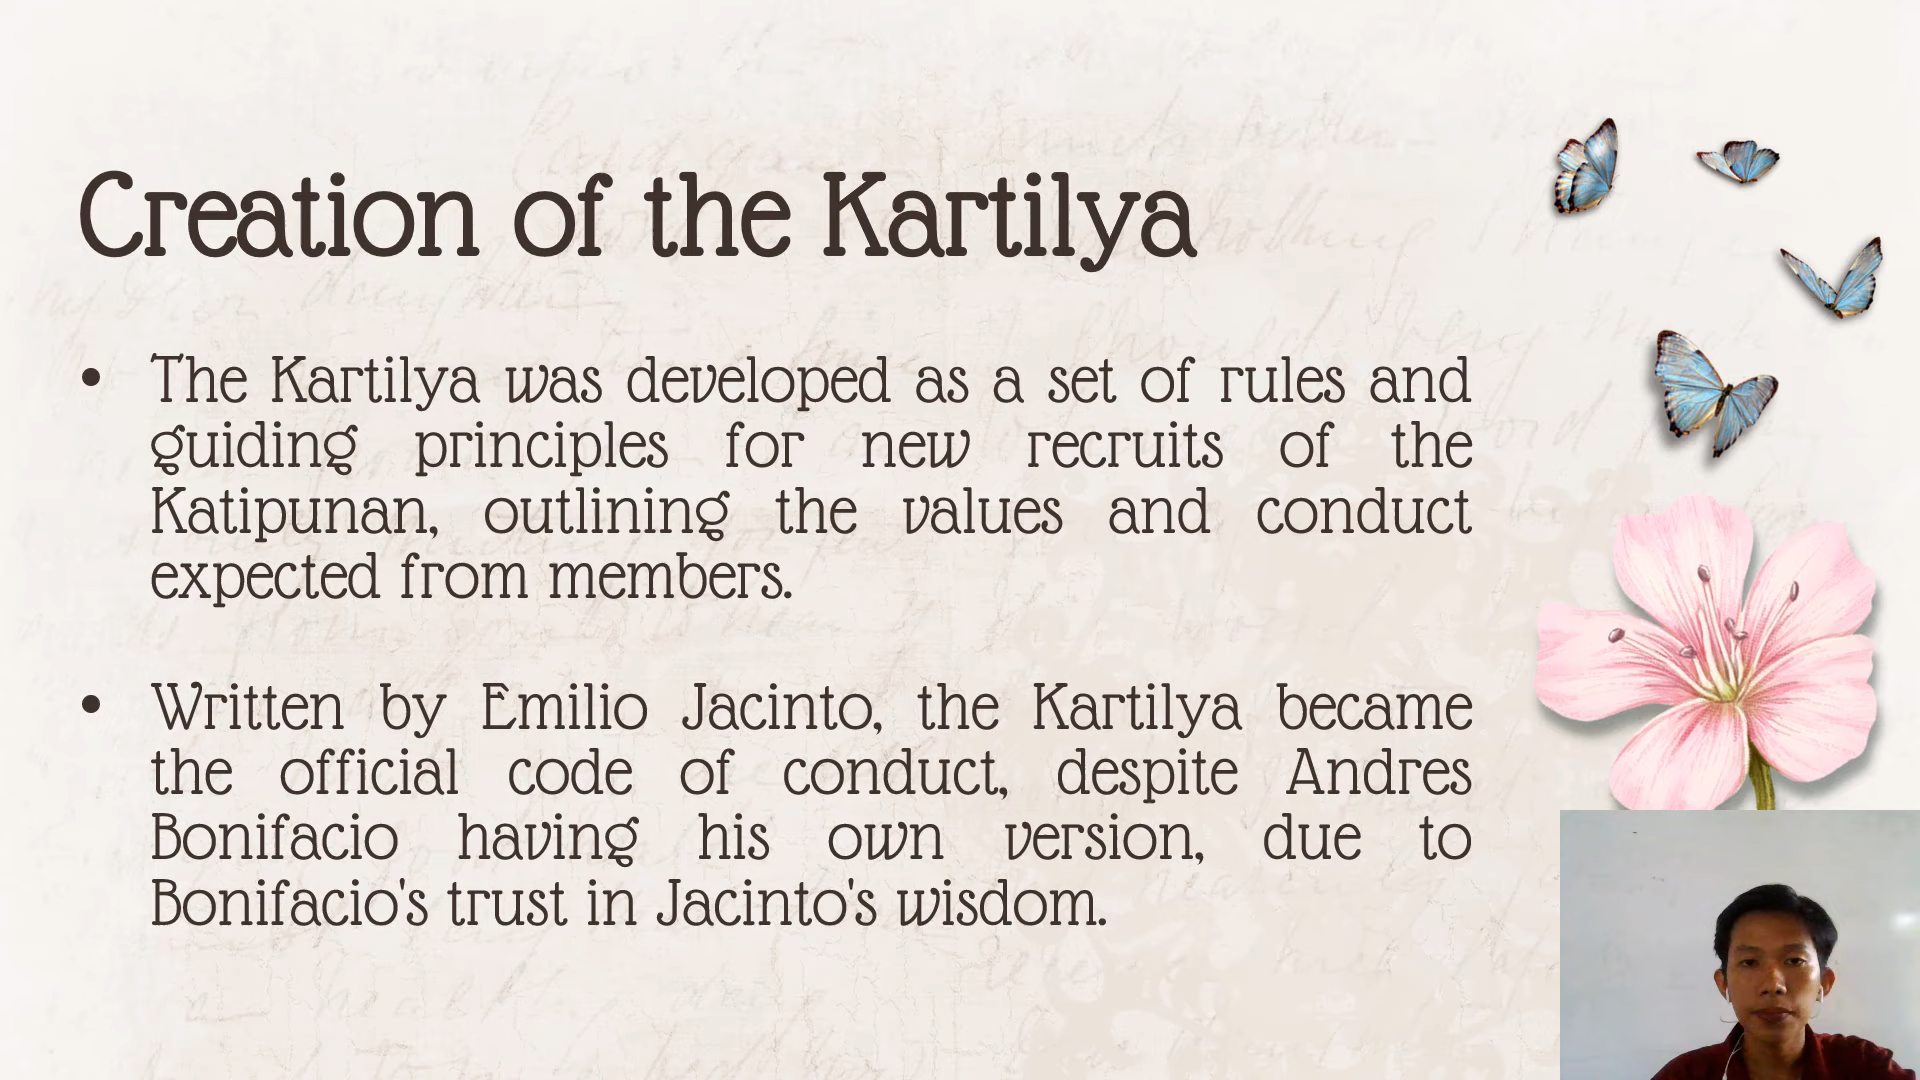 Creation of the Kartilya
• The Kartilya was developed as a set of rules and
guiding principles for new recruits of the
Katipunan, outlining the values and conduct
expected from members.
• Written by Emilio Jacinto, the Kartilya became
the official code of conduct, despite Andres
Bonifacio having his own version, due to
Bonifacio's trust in Jacinto's wisdom.